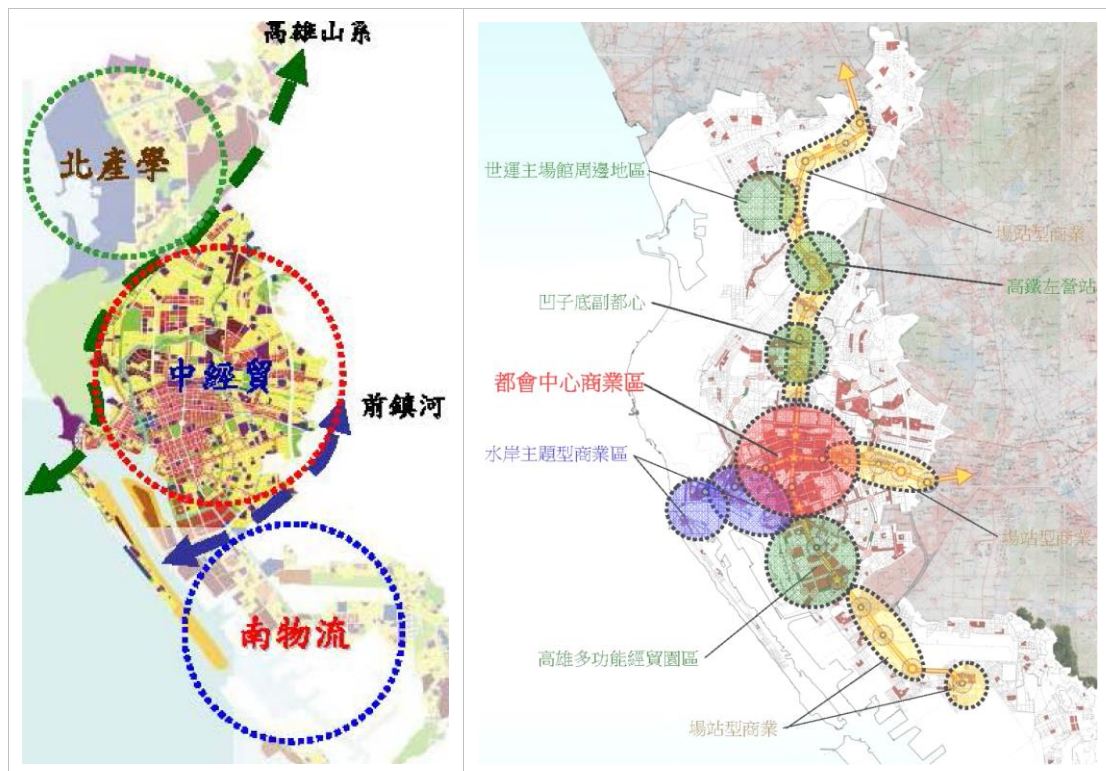 高雄山系
北產學
中經貿
前鎮河
南物流
世運主場館周邊地區
場站型商業
高鐵左營站
凹子底副都心
都會中心商業區
水岸主題型商業區
場站型商業
高雄多功能經貿園區
場站型商業